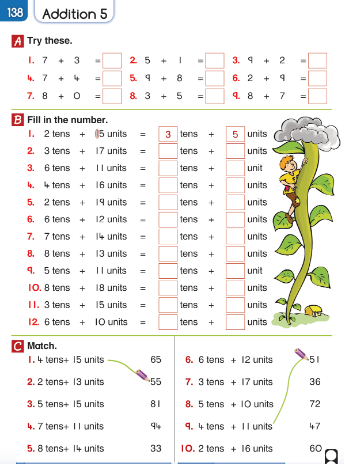 138 Addition 5
A Try these.
1. 7 + 3 = 2. 5 + 1 = 3. 9 + 2 =
4. 7 + 4 = 5. 9 + 8 = 6. 2 + 9 =
7. 8 + 0 = 8. 3 + 5 = 9. 8 + 7 =
B Fill in the number.
1. 2 tens + 15 units = 3 tens + 5 units
2. 3 tens + 17 units = tens + units
3. 6 tens + 11 units = tens + unit
4. 4 tens + 16 units = tens + units
5. 2 tens + 19 units = tens + units
6. 6 tens + 12 units = tens + units
7. 7 tens + 14 units = tens + units
8. 8 tens + 13 units = tens + units
9. 5 tens + 11 units = tens + unit
10. 8 tens + 18 units = tens + units
11. 3 tens + 15 units = tens + units
12. 6 tens + 10 units = tens + units
C Match.
1. 4 tens+ 15 units 65
2. 2 tens+ 13 units 55
3. 5 tens+ 15 units 81
4. 7 tens+ 11 units 94
5. 8 tens+ 14 units 33
6. 6 tens + 12 units 51
7. 3 tens + 17 units 36
8. 5 tens + 10 units 72
9. 4 tens + 11 units 47
10. 2 tens + 16 units 60